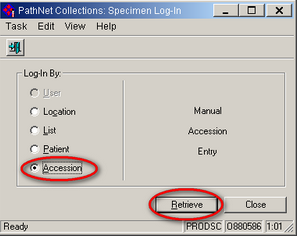 PathNet Collections: Specimen Log-In
Task Edit View Help
Log-In By:
User
Location
List
Patient
Accession
Manual
Accession
Entry
Retrieve Close
Ready PRODSC O880586 1:01